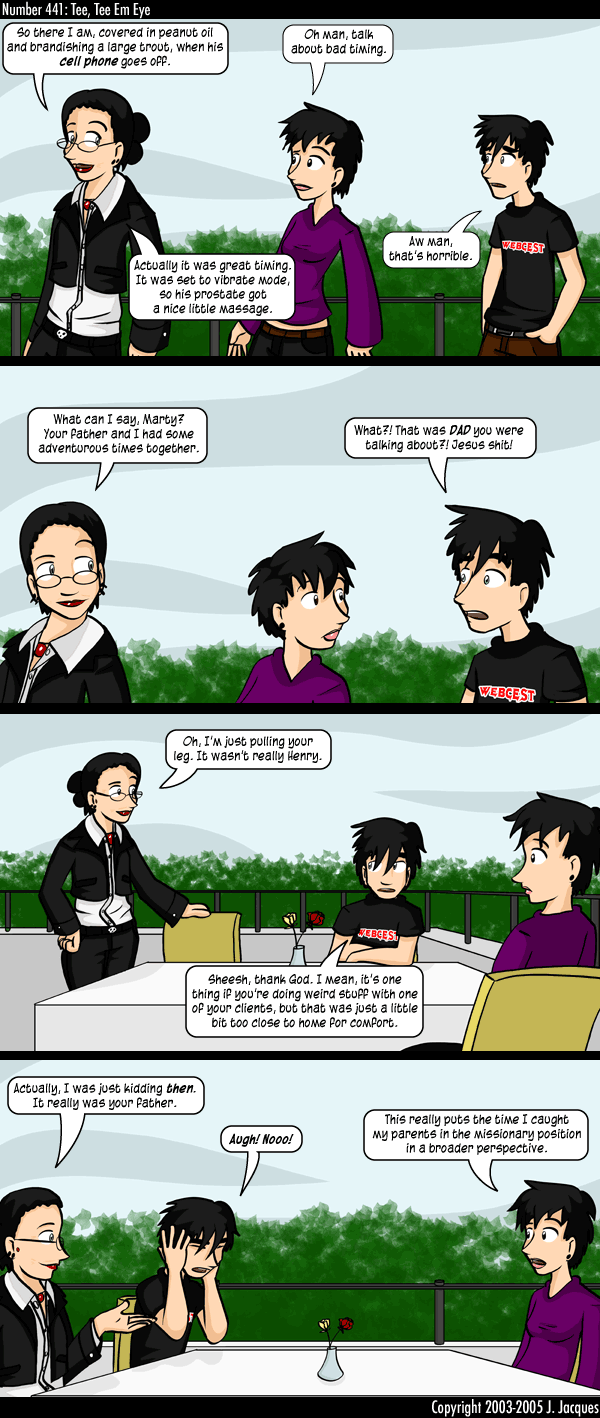 Number 441: Tee, Tee Em Eye
So there I am, covered in peanut oil
and brandishing a large trout, when his
cell phone goes off.
Oh man, talk
about bad timing.
Actually it was great timing.
It was set to vibrate mode,
so his prostate got
a nice little massage.
Aw man,
that's horrible.
WEBCEST
What can I say, Marty?
Your father and I had some
adventurous times together.
What?! That was DAD you were
talking about?! Jesus shit!
WEBCEST
Oh, I'm just pulling your
leg. It wasn't really Henry.
WEBCEST
Sheesh, thank God. I mean, it's one
thing if you're doing weird stuff with one
of your clients, but that was just a little
bit too close to home for comfort.
Actually, I was just kidding then.
It really was your father.
Augh! Nooo!
This really puts the time I caught
my parents in the missionary position
in a broader perspective.
Copyright 2003-2005 J. Jacques